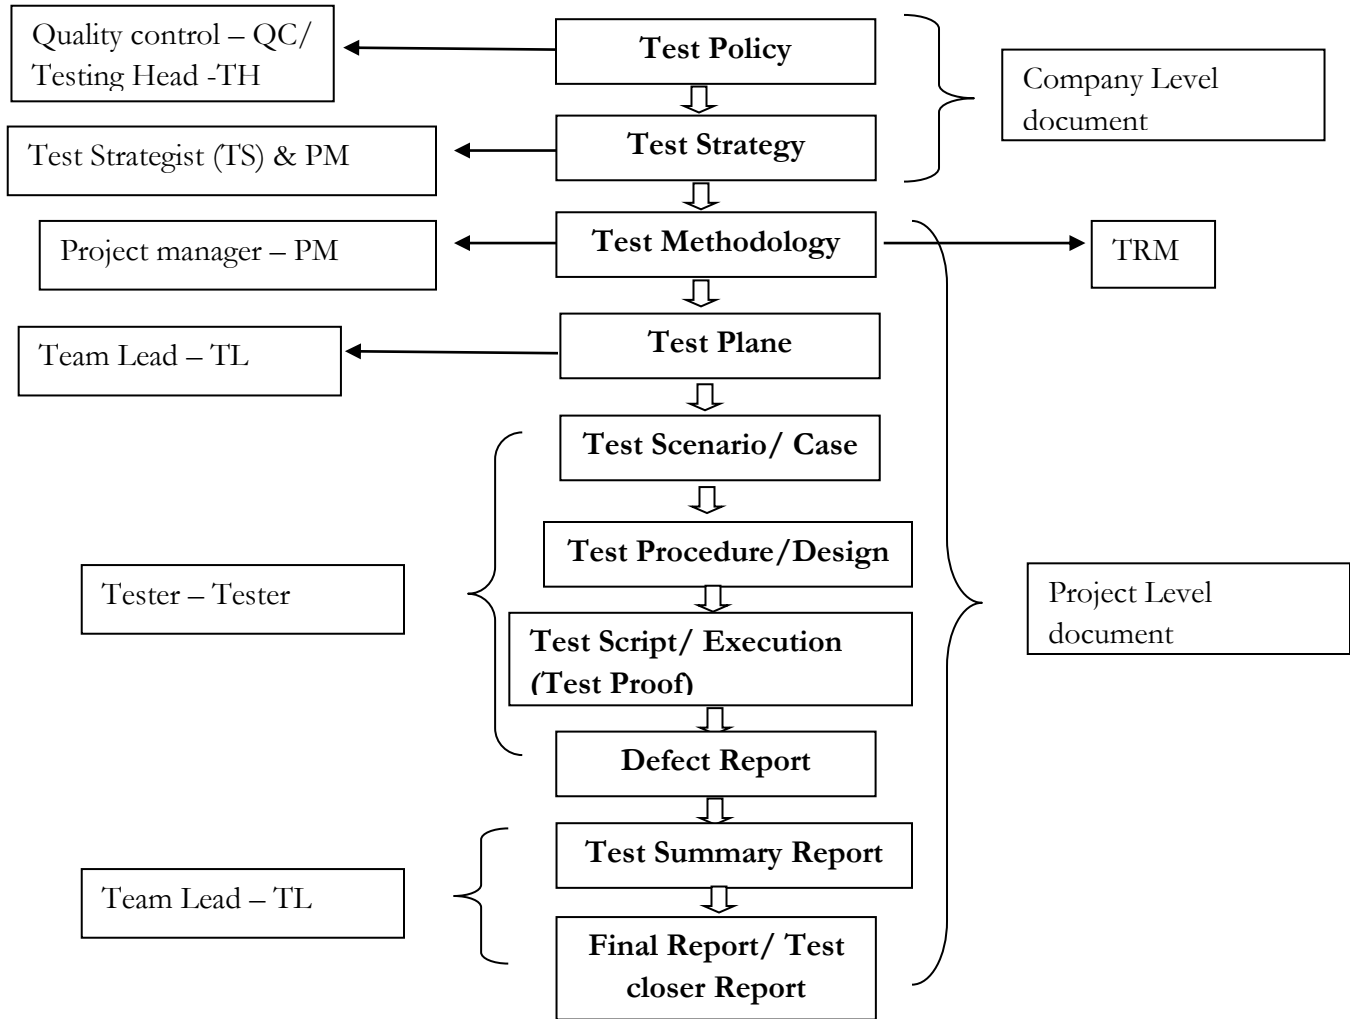 Quality control – QC/
Testing Head -TH
Test Policy
Company Level
document
Test Strategist (TS) & PM
Test Strategy
Project manager – PM
Test Methodology
TRM
Team Lead – TL
Test Plane
Test Scenario/ Case
Test Procedure/Design
Tester – Tester
Test Script/ Execution
(Test Proof)
Project Level
document
Defect Report
Test Summary Report
Team Lead – TL
Final Report/ Test
closer Report